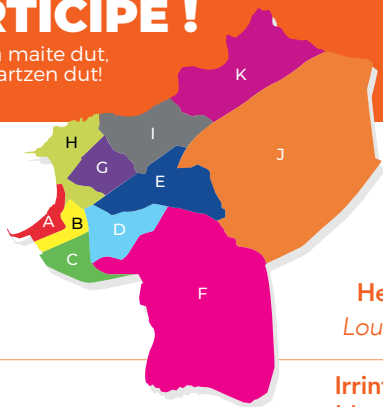 RTICIPE !
maite dut,
artzen dut!
K
H
I
J
G
E
A
B
D
C
F
He
Lou
Irrin